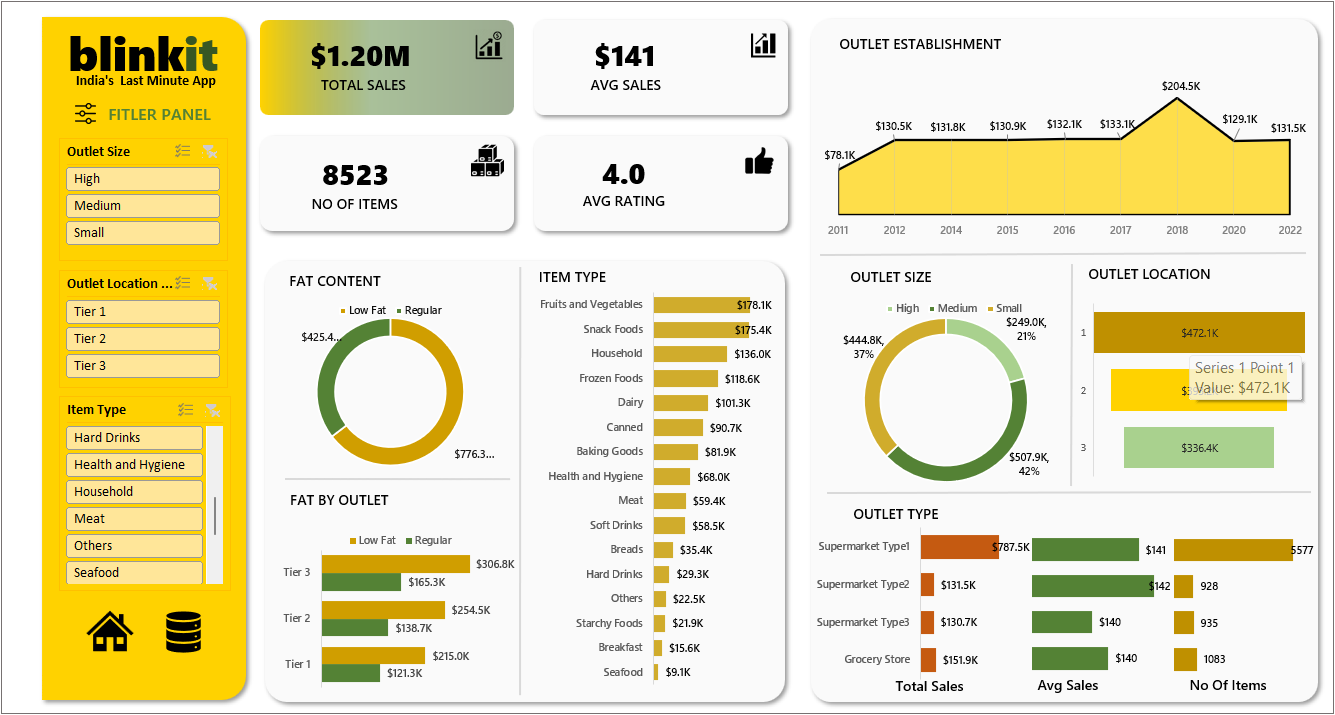 blinkit
India's Last Minute App
FITLER PANEL
Outlet Size
High
Medium
Small
Outlet Location ...
Tier 1
Tier 2
Tier 3
Item Type
Hard Drinks
Health and Hygiene
Household
Meat
Others
Seafood
$1.20M
TOTAL SALES
$141
AVG SALES
8523
NO OF ITEMS
4.0
AVG RATING
FAT CONTENT
Low Fat Regular
$425.4...
$776.3...
FAT BY OUTLET
Low Fat Regular
Tier 3 $306.8K
$165.3K
Tier 2 $254.5K
$138.7K
Tier 1 $215.0K
$121.3K
ITEM TYPE
Fruits and Vegetables $178.1K
Snack Foods $175.4K
Household $136.0K
Frozen Foods $118.6K
Dairy $101.3K
Canned $90.7K
Baking Goods $81.9K
Health and Hygiene $68.0K
Meat $59.4K
Soft Drinks $58.5K
Breads $35.4K
Hard Drinks $29.3K
Others $22.5K
Starchy Foods $21.9K
Breakfast $15.6K
Seafood $9.1K
OUTLET ESTABLISHMENT
$78.1K $130.5K $131.8K $130.9K $132.1K $133.1K $204.5K $129.1K $131.5K
2011 2012 2014 2015 2016 2017 2018 2020 2022
OUTLET SIZE
High Medium Small
$249.0K,
21%
$444.8K,
37%
$507.9K,
42%
OUTLET LOCATION
1 $472.1K
Series 1 Point 1
Value: $472.1K
2
3 $336.4K
OUTLET TYPE
Supermarket Type1 $787.5K $141 5577
Supermarket Type2 $131.5K $142 928
Supermarket Type3 $130.7K $140 935
Grocery Store $151.9K $140 1083
Total Sales Avg Sales No Of Items